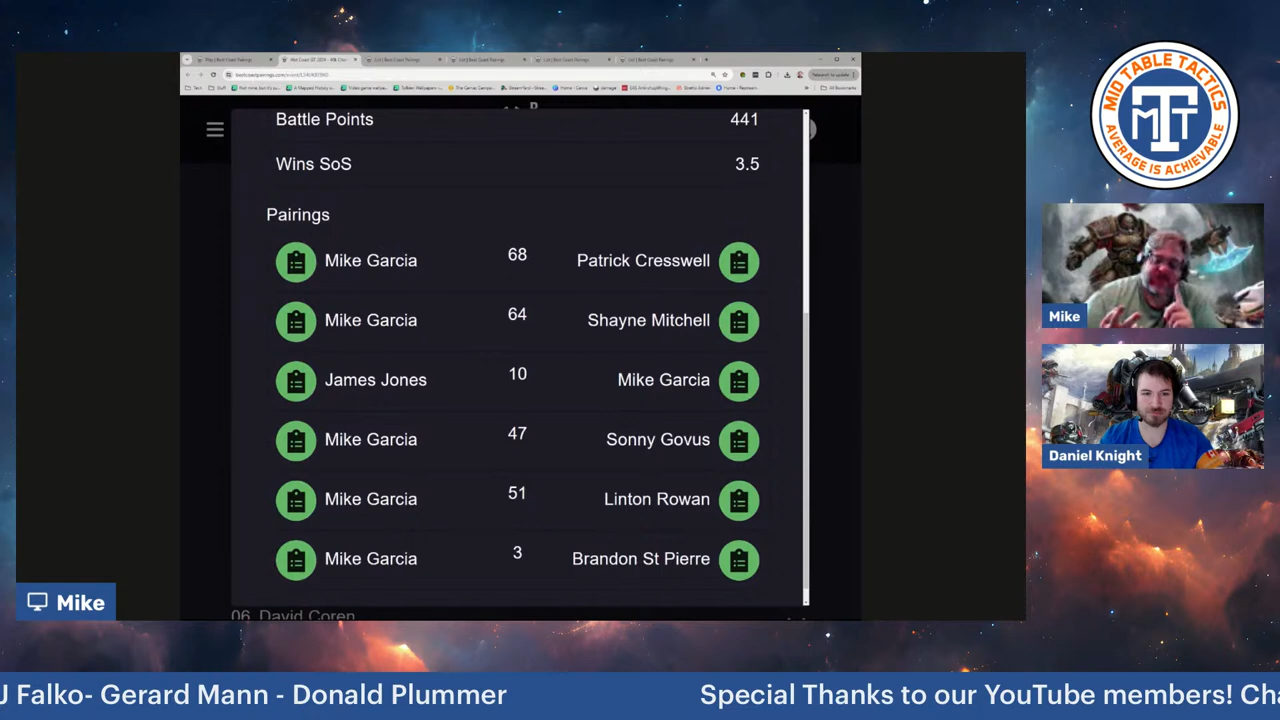 Battle Points 441
Wins SoS 3.5
Pairings
Mike Garcia 68 Patrick Cresswell
Mike Garcia 64 Shayne Mitchell
James Jones 10 Mike Garcia
Mike Garcia 47 Sonny Govus
Mike Garcia 51 Linton Rowan
Mike Garcia 3 Brandon St Pierre
06 David Coren
Mike
MID TABLE TACTICS
MTT
AVERAGE IS ACHIEVABLE
Mike
Daniel Knight
J Falko- Gerard Mann - Donald Plummer
Special Thanks to our YouTube members! Cha